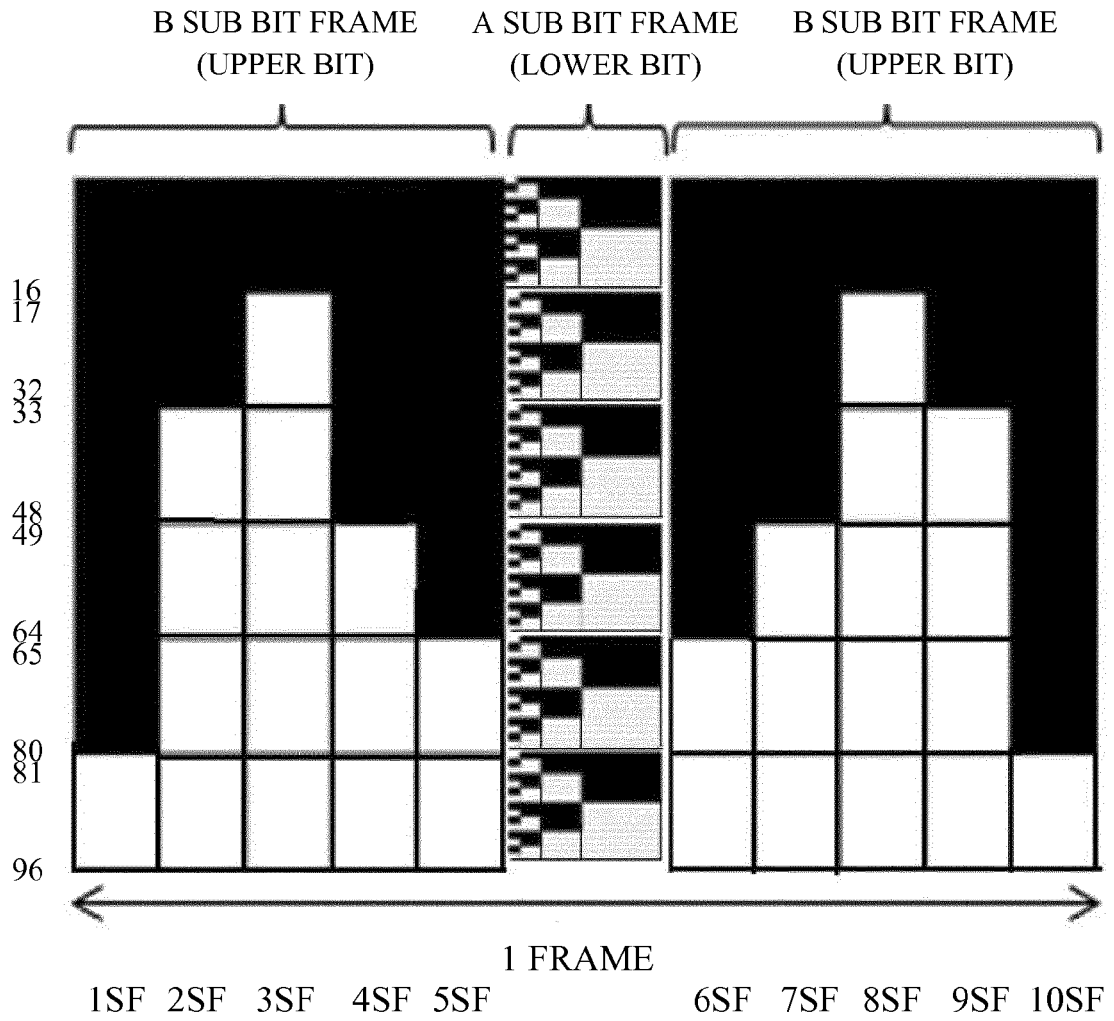 B SUB BIT FRAME
(UPPER BIT)
A SUB BIT FRAME
(LOWER BIT)
B SUB BIT FRAME
(UPPER BIT)
16
17
32
33
48
49
64
65
80
81
96
1 FRAME
1SF 2SF 3SF 4SF 5SF 6SF 7SF 8SF 9SF 10SF